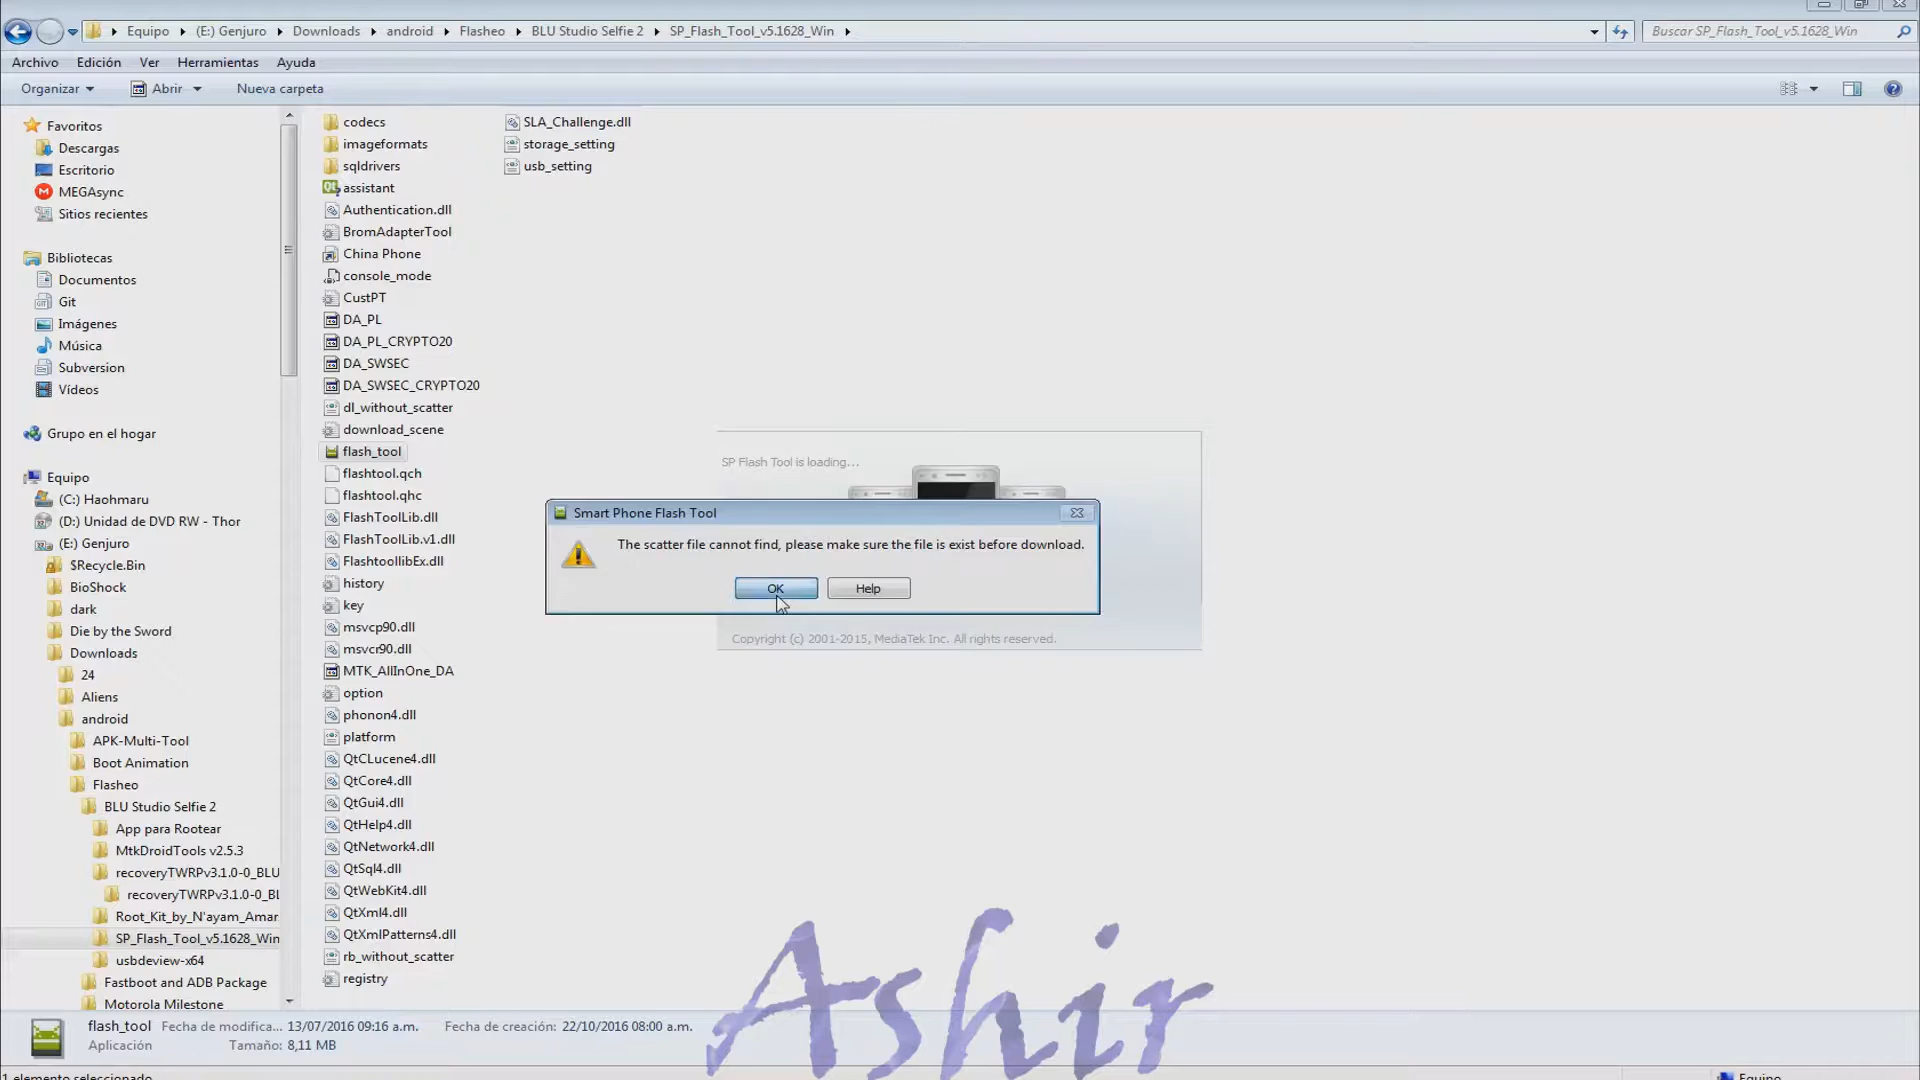 Equipo
(E:) Genjuro
Downloads
android
Flasheo
BLU Studio Selfie 2
SP_Flash_Tool_v5.1628_Win
Buscar SP_Flash_Tool_v5.1628_Win
Archivo
Edición
Ver
Herramientas
Ayuda
Organizar
Abrir
Nueva carpeta
Favoritos
Descargas
Escritorio
MEGAsync
Sitios recientes
Bibliotecas
Documentos
Git
Imágenes
Música
Subversion
Vídeos
Grupo en el hogar
Equipo
(C:) Haohmaru
(D:) Unidad de DVD RW - Thor
(E:) Genjuro
$Recycle.Bin
BioShock
dark
Die by the Sword
Downloads
24
Aliens
android
APK-Multi-Tool
Boot Animation
Flasheo
BLU Studio Selfie 2
App para Rootear
MtkDroidTools v2.5.3
recoveryTWRPv3.1.0-0_BLU
recoveryTWRPv3.1.0-0_BL
Root_Kit_by_N'ayam_Amar
SP_Flash_Tool_v5.1628_Win
usbdeview-x64
Fastboot and ADB Package
Motorola Milestone
codecs
imageformats
sqldrivers
assistant
Authentication.dll
BromAdapterTool
China Phone
console_mode
CustPT
DA_PL
DA_PL_CRYPTO20
DA_SWSEC
DA_SWSEC_CRYPTO20
dl_without_scatter
download_scene
flash_tool
flashtool.qch
flashtool.qhc
FlashToolLib.dll
FlashToolLib.v1.dll
FlashtoollibEx.dll
history
key
msvcp90.dll
msvcr90.dll
MTK_AllInOne_DA
option
phonon4.dll
platform
QtCLucene4.dll
QtCore4.dll
QtGui4.dll
QtHelp4.dll
QtNetwork4.dll
QtSql4.dll
QtWebKit4.dll
QtXml4.dll
QtXmlPatterns4.dll
rb_without_scatter
registry
SLA_Challenge.dll
storage_setting
usb_setting
SP Flash Tool is loading...
Smart Phone Flash Tool
The scatter file cannot find, please make sure the file is exist before download.
OK
Help
Copyright (c) 2001-2015, MediaTek Inc. All rights reserved.
Ashir
flash_tool Fecha de modifica... 13/07/2016 09:16 a.m. Fecha de creación: 22/10/2016 08:00 a.m.
Aplicación Tamaño: 8,11 MB
1 elemento seleccionado
Equipo